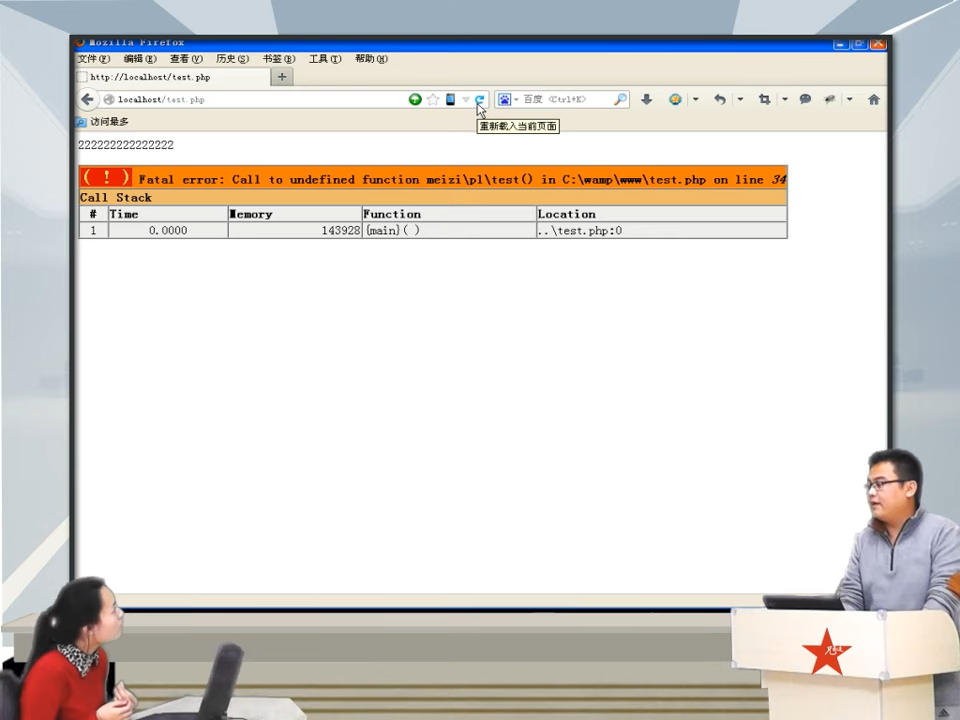 Mozilla Firefox
文件(F) 编辑(E) 查看(V) 历史(S) 书签(B) 工具(T) 帮助(H)
http://localhost/test.php
localhost/test.php
百度 <Ctrl+K>
访问最多
重新载入当前页面
2222222222222222
( ! ) Fatal error: Call to undefined function meizi\pl\test() in C:\wamp\www\test.php on line 34
Call Stack
# Time Memory Function Location
1 0.0000 143928 {main}( ) ..\test.php:0